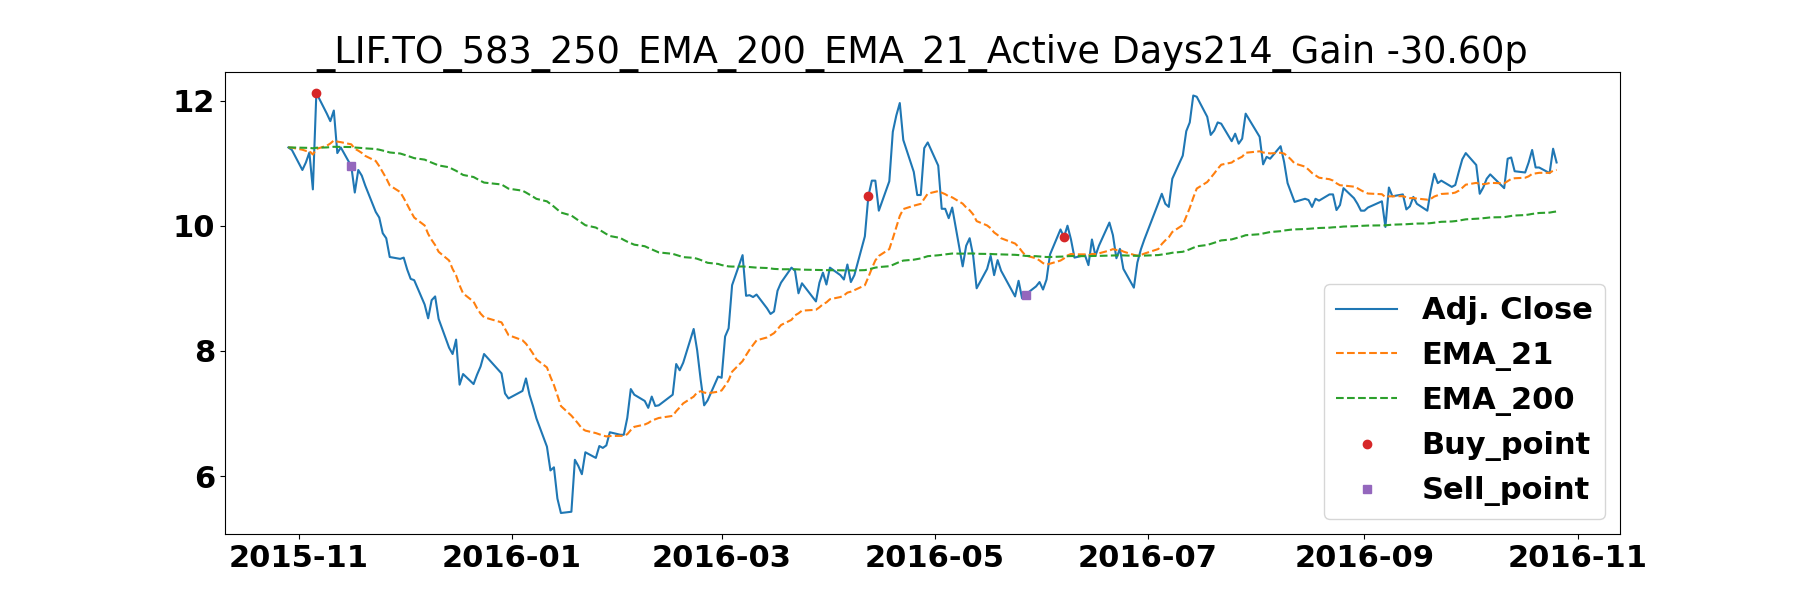 _LIF.TO_583_250_EMA_200_EMA_21_Active Days214_Gain -30.60p
12
10
8
6
Adj. Close
EMA_21
EMA_200
Buy_point
Sell_point
2015-11 2016-01 2016-03 2016-05 2016-07 2016-09 2016-11